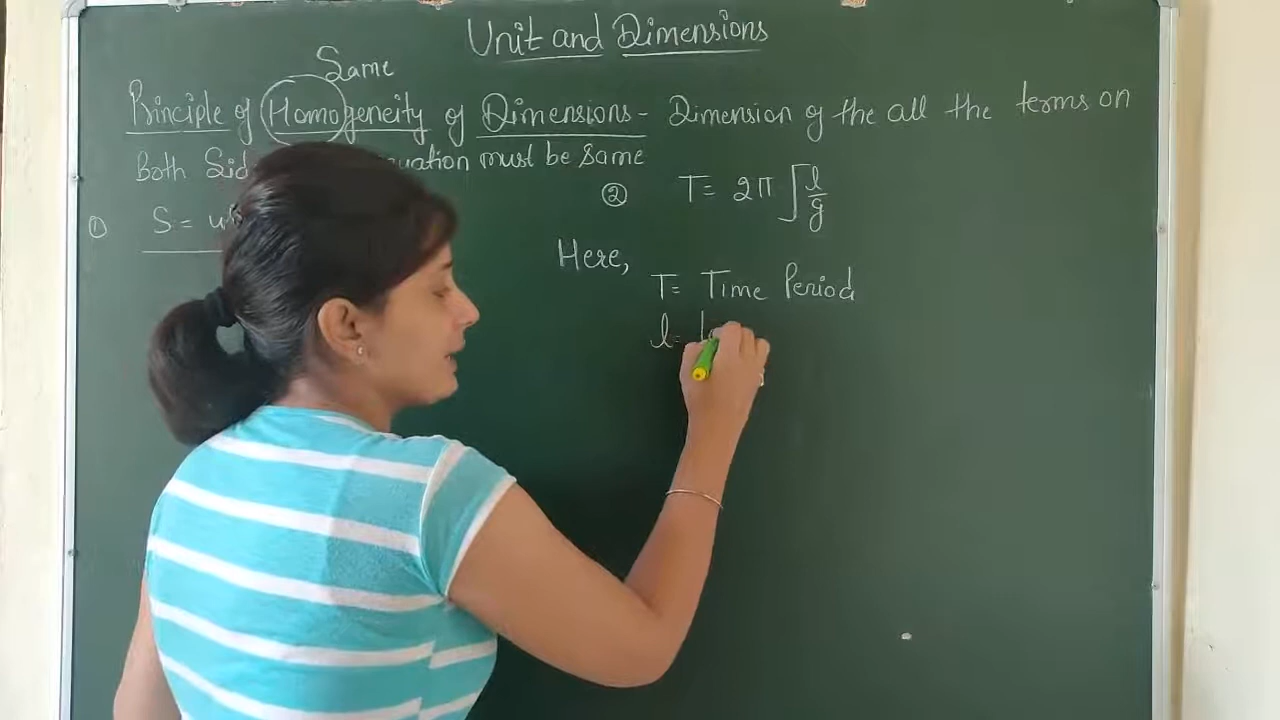 Unit and Dimensions
Same
Principle of Homogeneity of Dimensions - Dimension of the all the terms on
Both Sid uation must be same
① S = u
② T = 2π √l/g
Here,
T = Time Period
l =